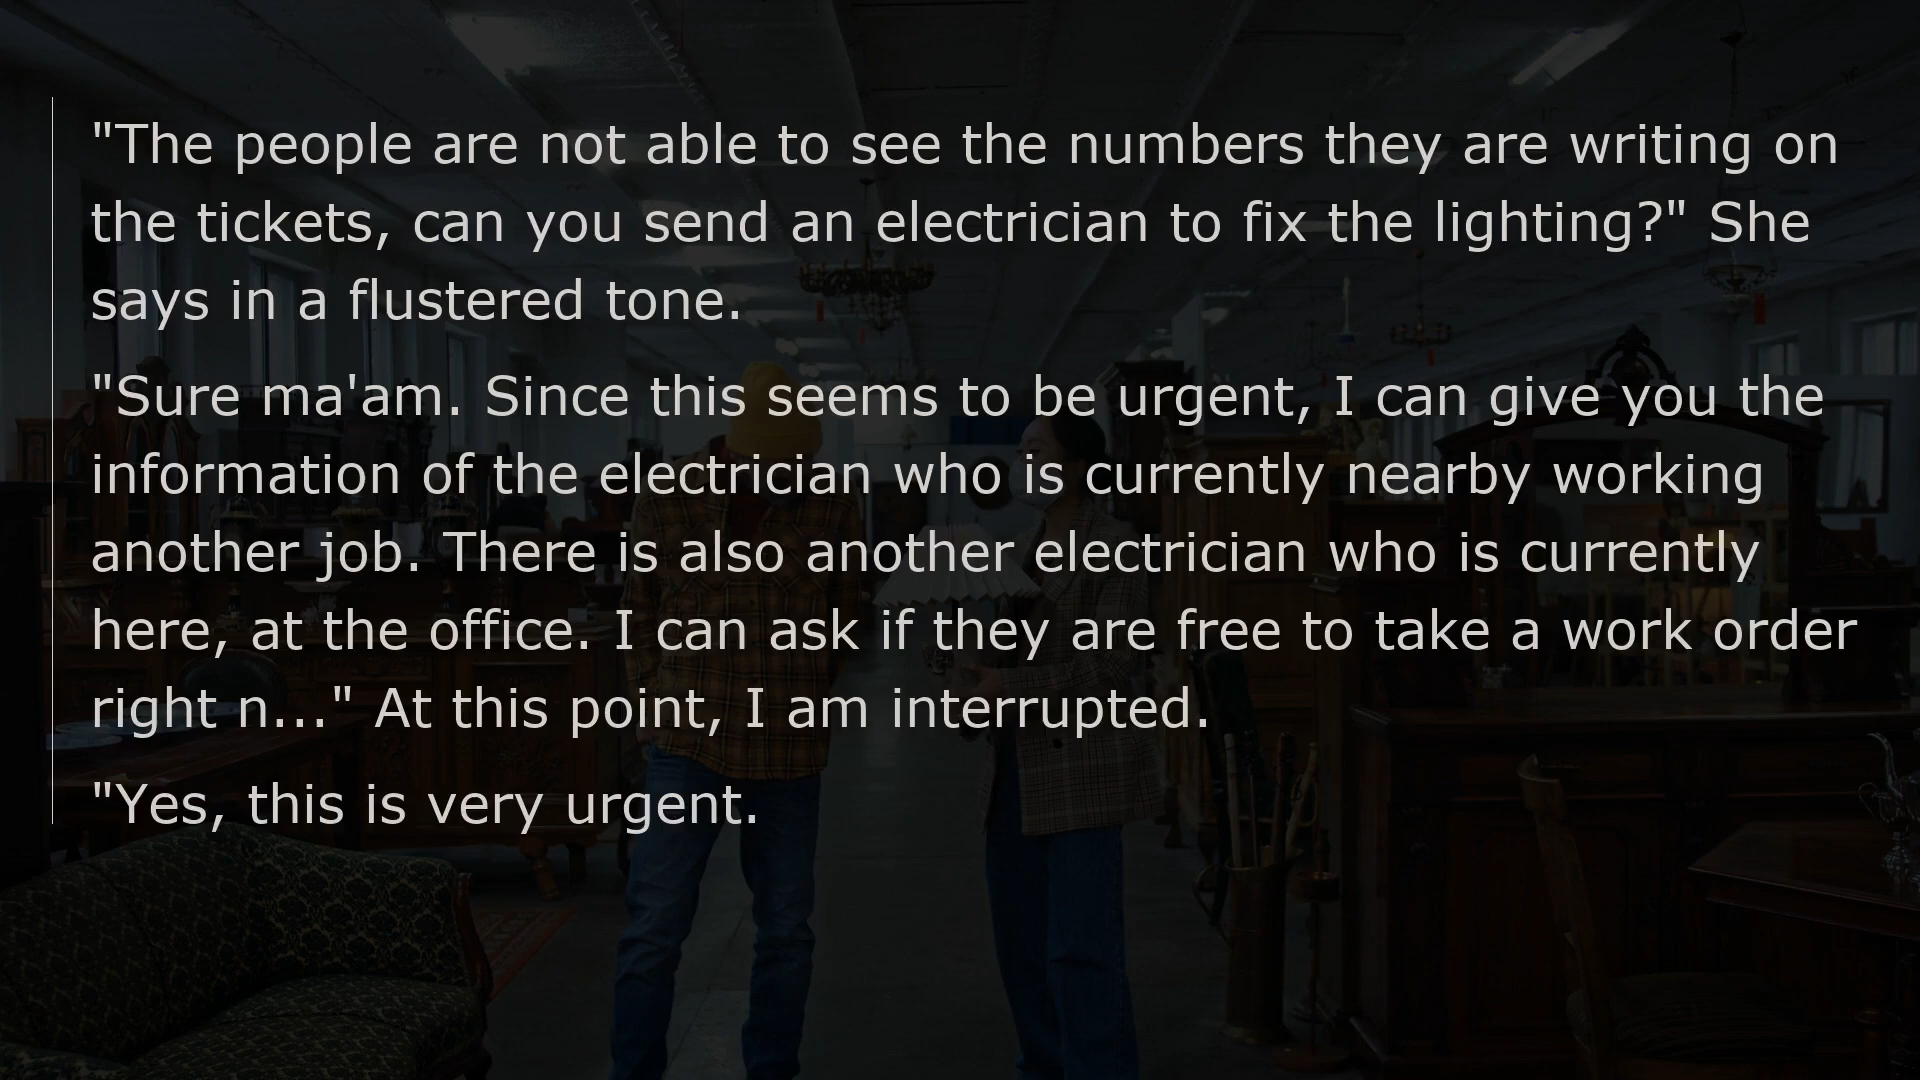 "The people are not able to see the numbers they are writing on
the tickets, can you send an electrician to fix the lighting?" She
says in a flustered tone.
"Sure ma'am. Since this seems to be urgent, I can give you the
information of the electrician who is currently nearby working
another job. There is also another electrician who is currently
here, at the office. I can ask if they are free to take a work order
right n..." At this point, I am interrupted.
"Yes, this is very urgent.